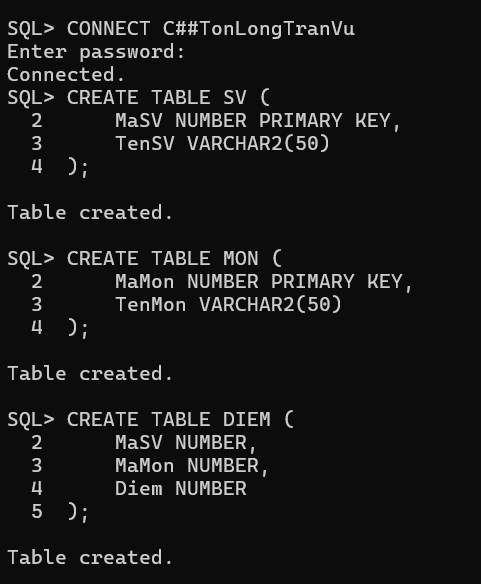 SQL> CONNECT C##TonLongTranVu
Enter password:
Connected.
SQL> CREATE TABLE SV (
  2      MaSV NUMBER PRIMARY KEY,
  3      TenSV VARCHAR2(50)
  4  );
Table created.
SQL> CREATE TABLE MON (
  2      MaMon NUMBER PRIMARY KEY,
  3      TenMon VARCHAR2(50)
  4  );
Table created.
SQL> CREATE TABLE DIEM (
  2      MaSV NUMBER,
  3      MaMon NUMBER,
  4      Diem NUMBER
  5  );
Table created.